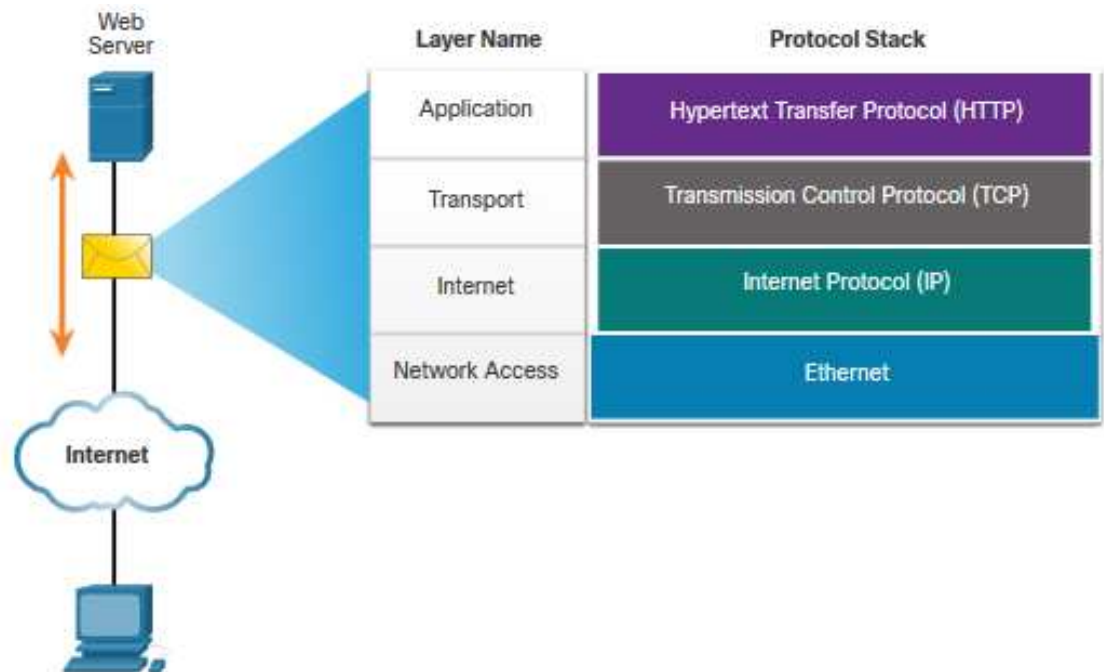 Web
Server
Layer Name
Protocol Stack
Application
Hypertext Transfer Protocol (HTTP)
Transport
Transmission Control Protocol (TCP)
Internet
Internet Protocol (IP)
Network Access
Ethernet
Internet